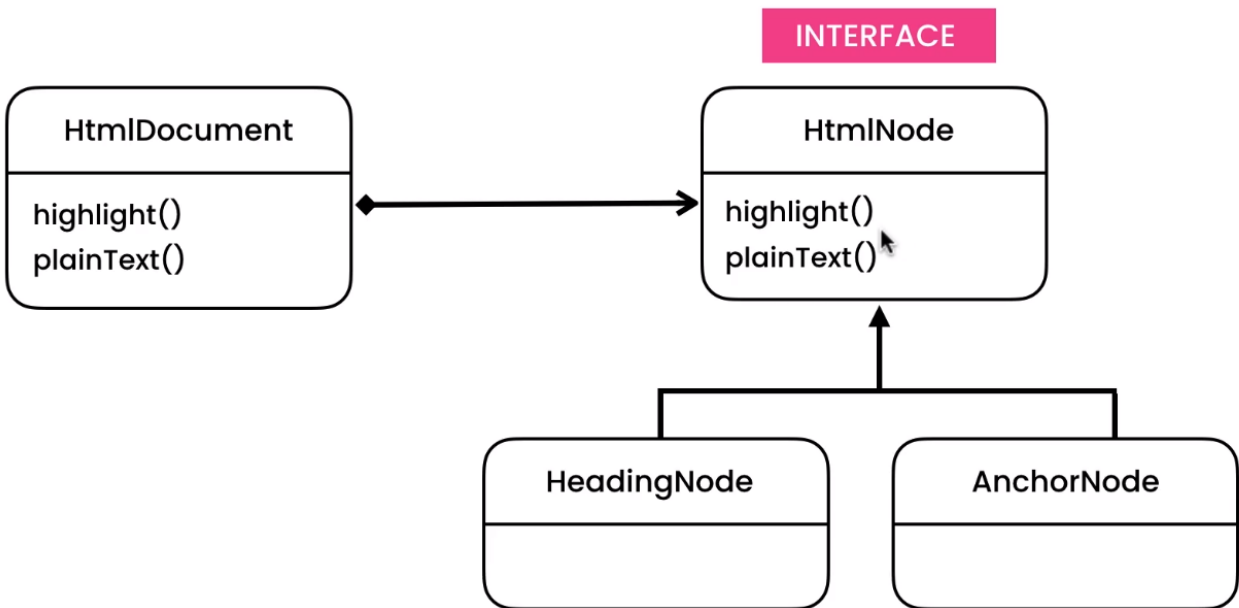 INTERFACE
HtmlDocument
highlight()
plainText()
HtmlNode
highlight()
plainText()
HeadingNode
AnchorNode